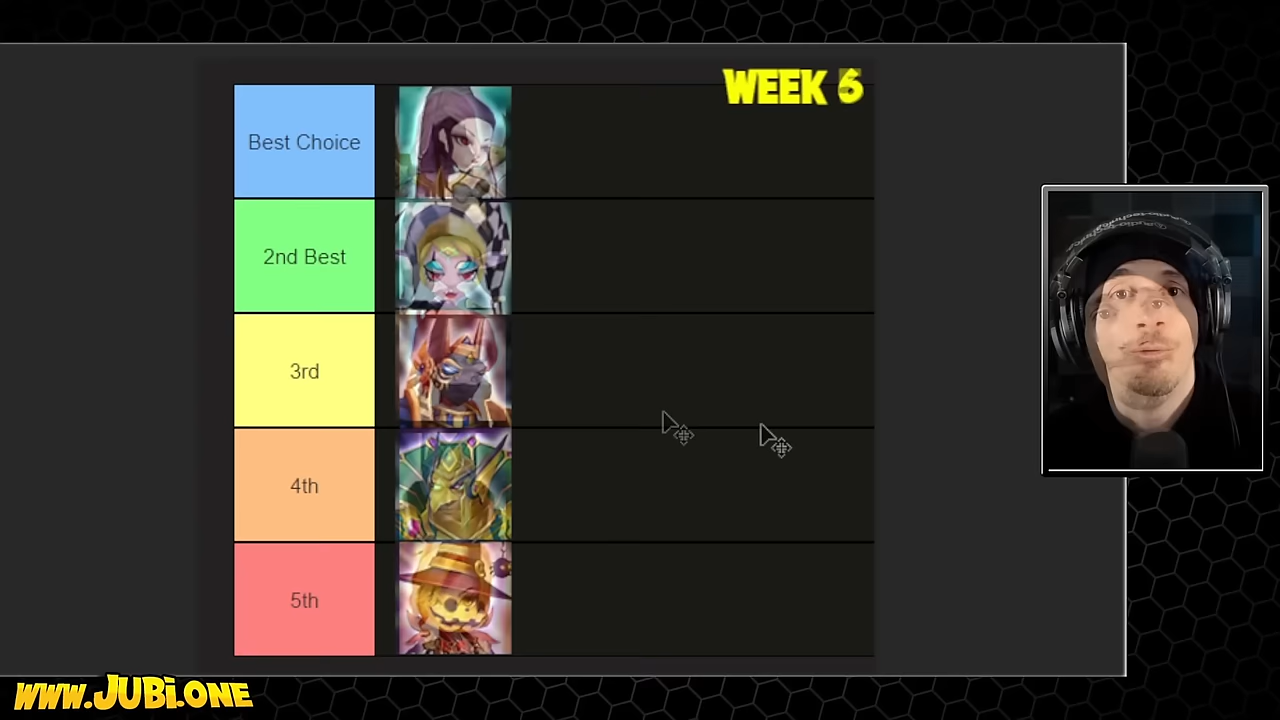 WEEK 6
Best Choice
2nd Best
3rd
4th
5th
www.JUBI.ONE